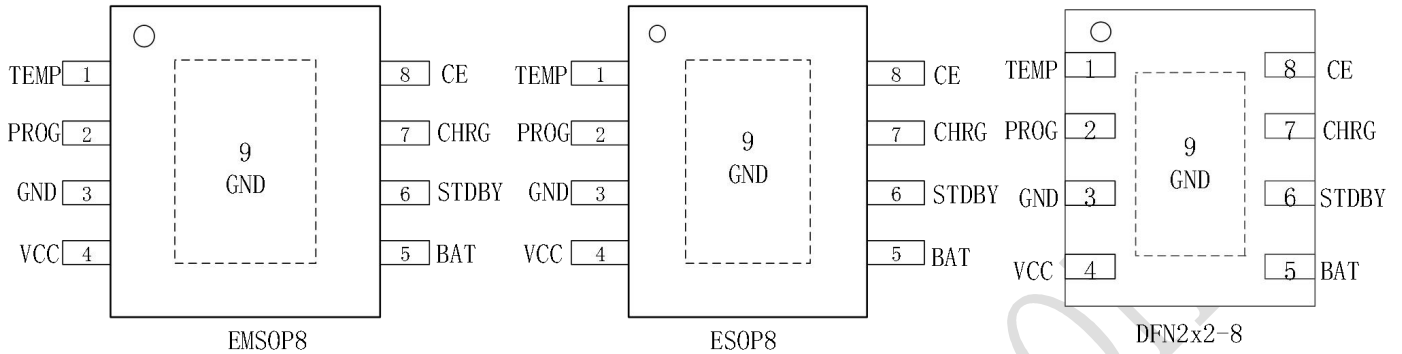 TEMP 1 8 CE
PROG 2 7 CHRG
GND 3 6 STDBY
VCC 4 5 BAT
9
GND
EMSOP8
TEMP 1 8 CE
PROG 2 7 CHRG
GND 3 6 STDBY
VCC 4 5 BAT
9
GND
ESOP8
TEMP 1 8 CE
PROG 2 7 CHRG
GND 3 6 STDBY
VCC 4 5 BAT
9
GND
DFN2x2-8